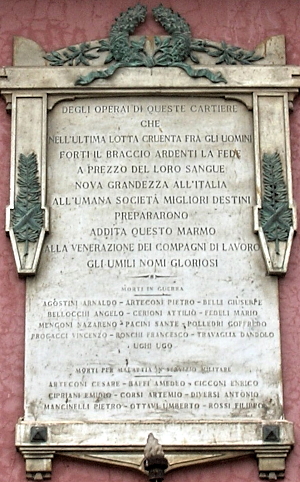 DEGLI OPERAI DI QUESTE CARTIERE
CHE
NELL'ULTIMA LOTTA CRUENTA FRA GLI UOMINI
FORTI IL BRACCIO ARDENTI LA FEDE
A PREZZO DEL LORO SANGUE
NOVA GRANDEZZA ALL'ITALIA
ALL'UMANA SOCIETÀ MIGLIORI DESTINI
PREPARARONO
ADDITA QUESTO MARMO
ALLA VENERAZIONE DEI COMPAGNI DI LAVORO
GLI UMILI NOMI GLORIOSI
MORTI IN GUERRA
AGOSTINI ARNALDO - ARTECONI PIETRO - BELLI GIUSEPPE
BELLOCCHI ANGELO - CERIONI ATTILIO - FEDELI MARIO
MENGONI NAZARENO - PACINI SANTE - POLLEDRI GOFFREDO
PROCACCI VINCENZO - RONCHI FRANCESCO - TRAVAGLIA DANDOLO
UGHI UGO
MORTI PER MALATTIA IN SERVIZIO MILITARE
ARTECONI CESARE - BAFFI AMEDEO - CICCONI ENRICO
CIPRIANI EMIDIO - CORSI ARTEMIO - DIVERSI ANTONIO
MANCINELLI PIETRO - OTTAVI UMBERTO - ROSSI FILIPPO